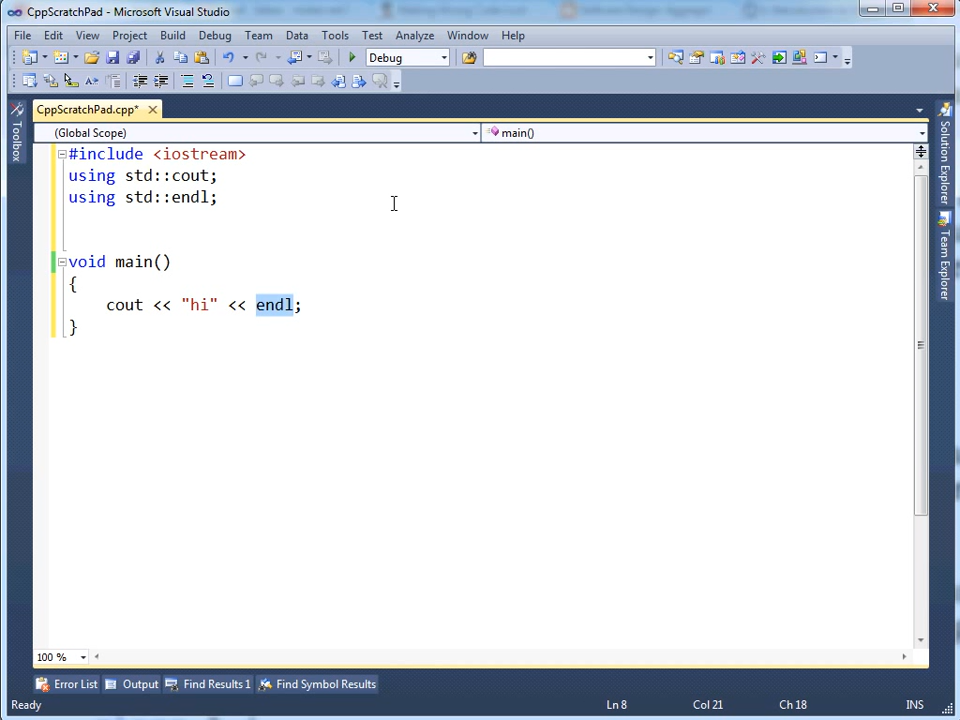 CppScratchPad - Microsoft Visual Studio
File Edit View Project Build Debug Team Data Tools Test Analyze Window Help
Debug
CppScratchPad.cpp*
(Global Scope) main()
Toolbox
Solution Explorer
Team Explorer
#include <iostream>
using std::cout;
using std::endl;
void main()
{
cout << "hi" << endl;
}
100 %
Error List Output Find Results 1 Find Symbol Results
Ready Ln 8 Col 21 Ch 18 INS